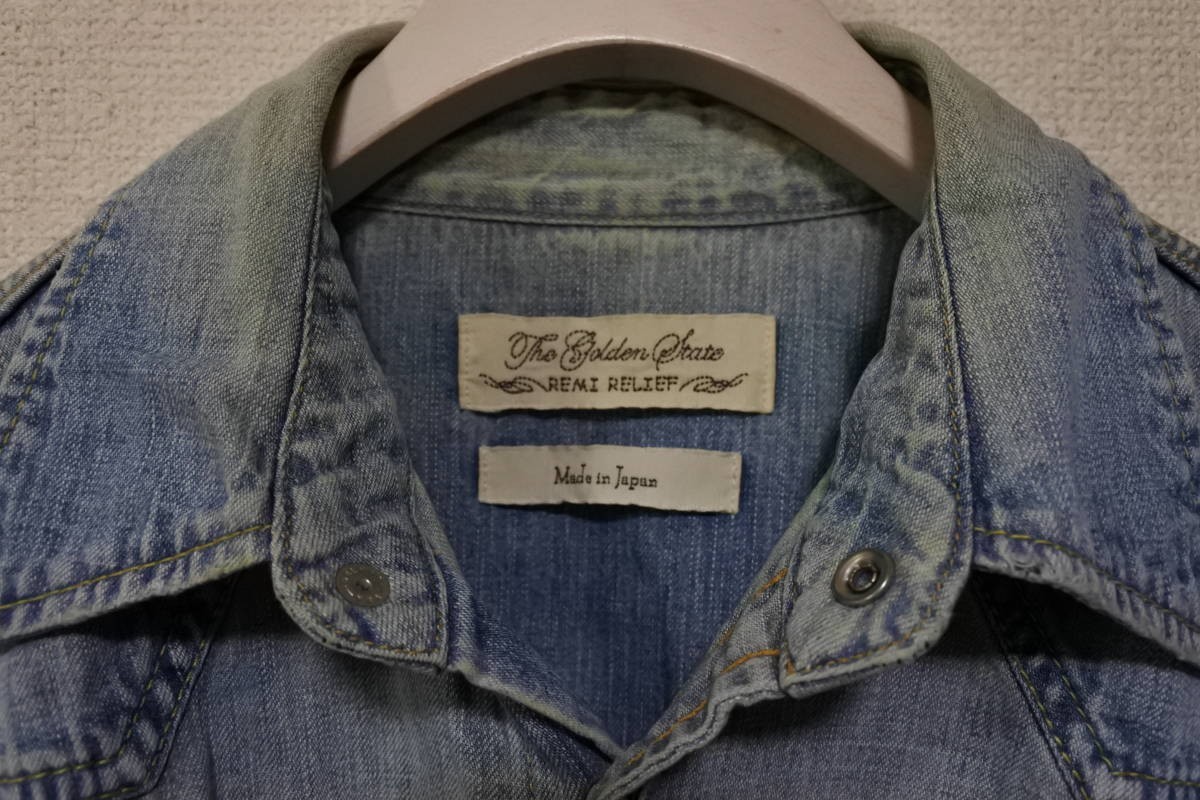 The Golden State
REMI RELIEF
Made in Japan